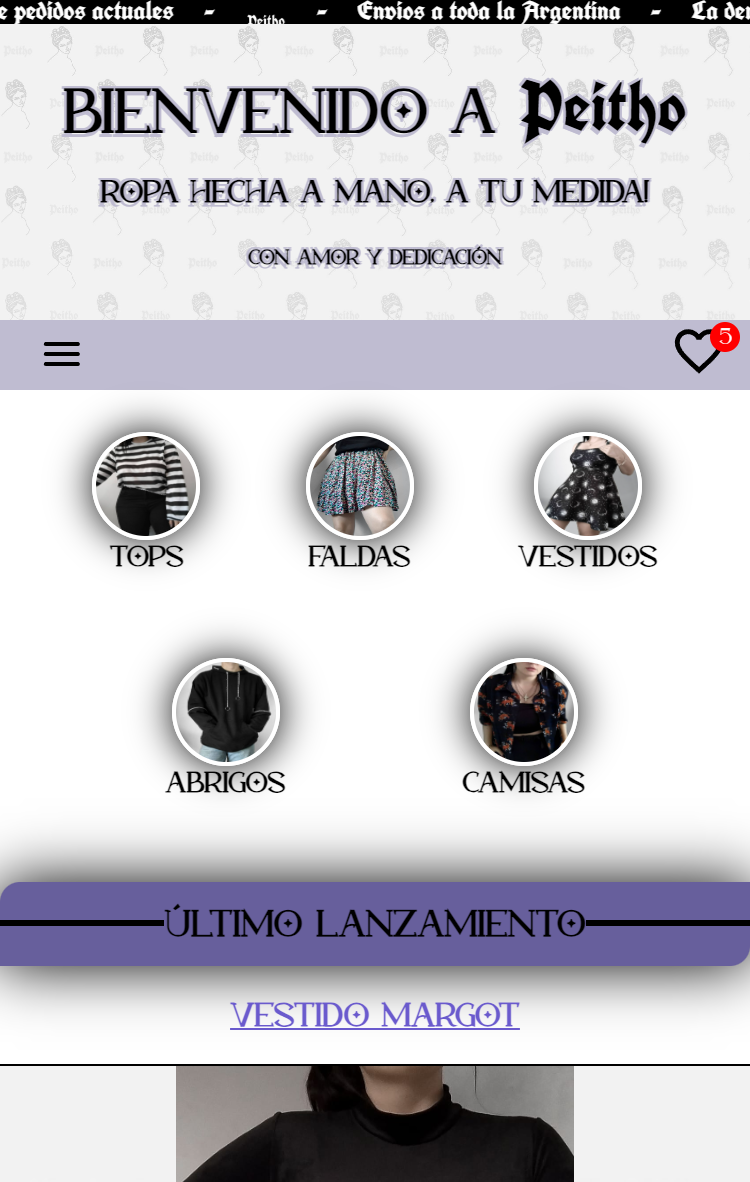 e pedidos actuales - Peitho - Envios a toda la Argentina - La de
BIENVENIDO A Peitho
ROPA HECHA A MANO, A TU MEDIDA!
CON AMOR Y DEDICACIÓN
5
TOPS FALDAS VESTIDOS
ABRIGOS CAMISAS
ÚLTIMO LANZAMIENTO
VESTIDO MARGOT